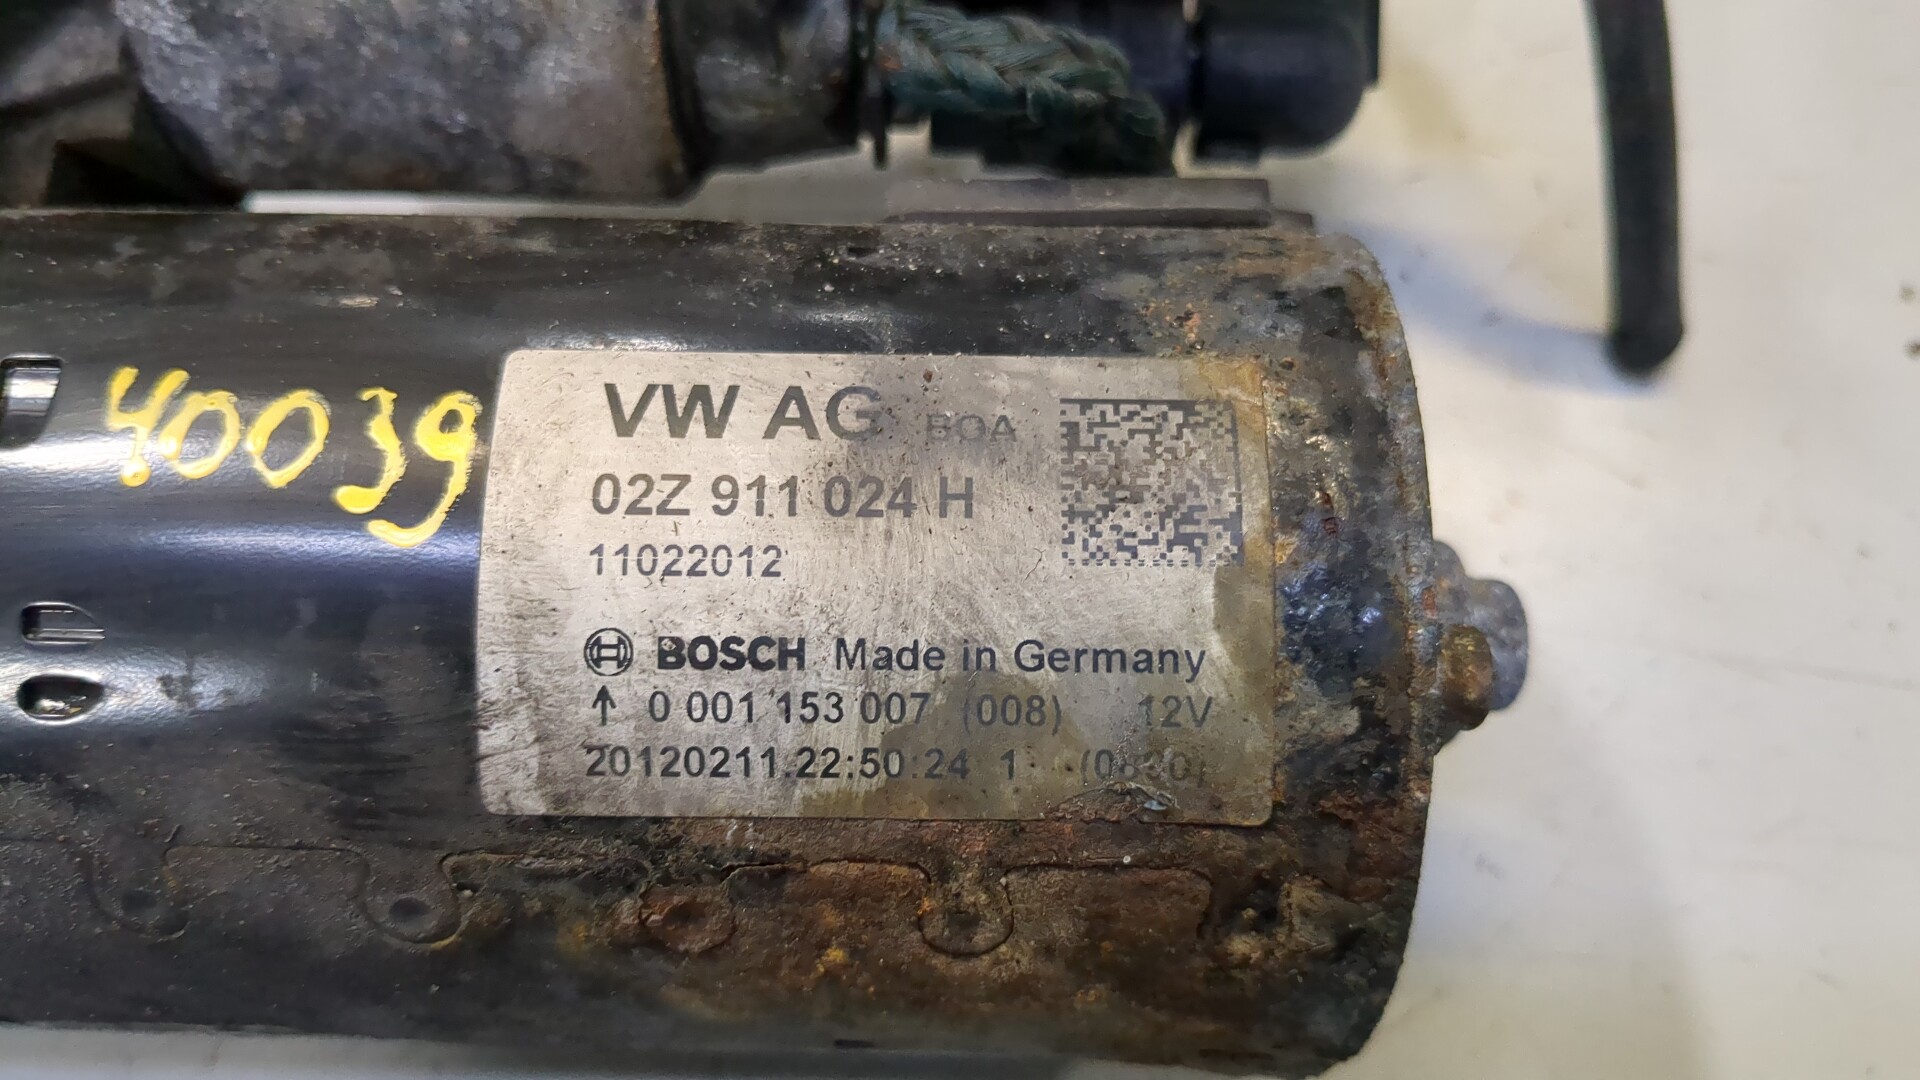 40039
VW AG BOA
02Z 911 024 H
11022012
BOSCH Made in Germany
↑ 0 001 153 007 (008) 12V
20120211.22:50:24 1